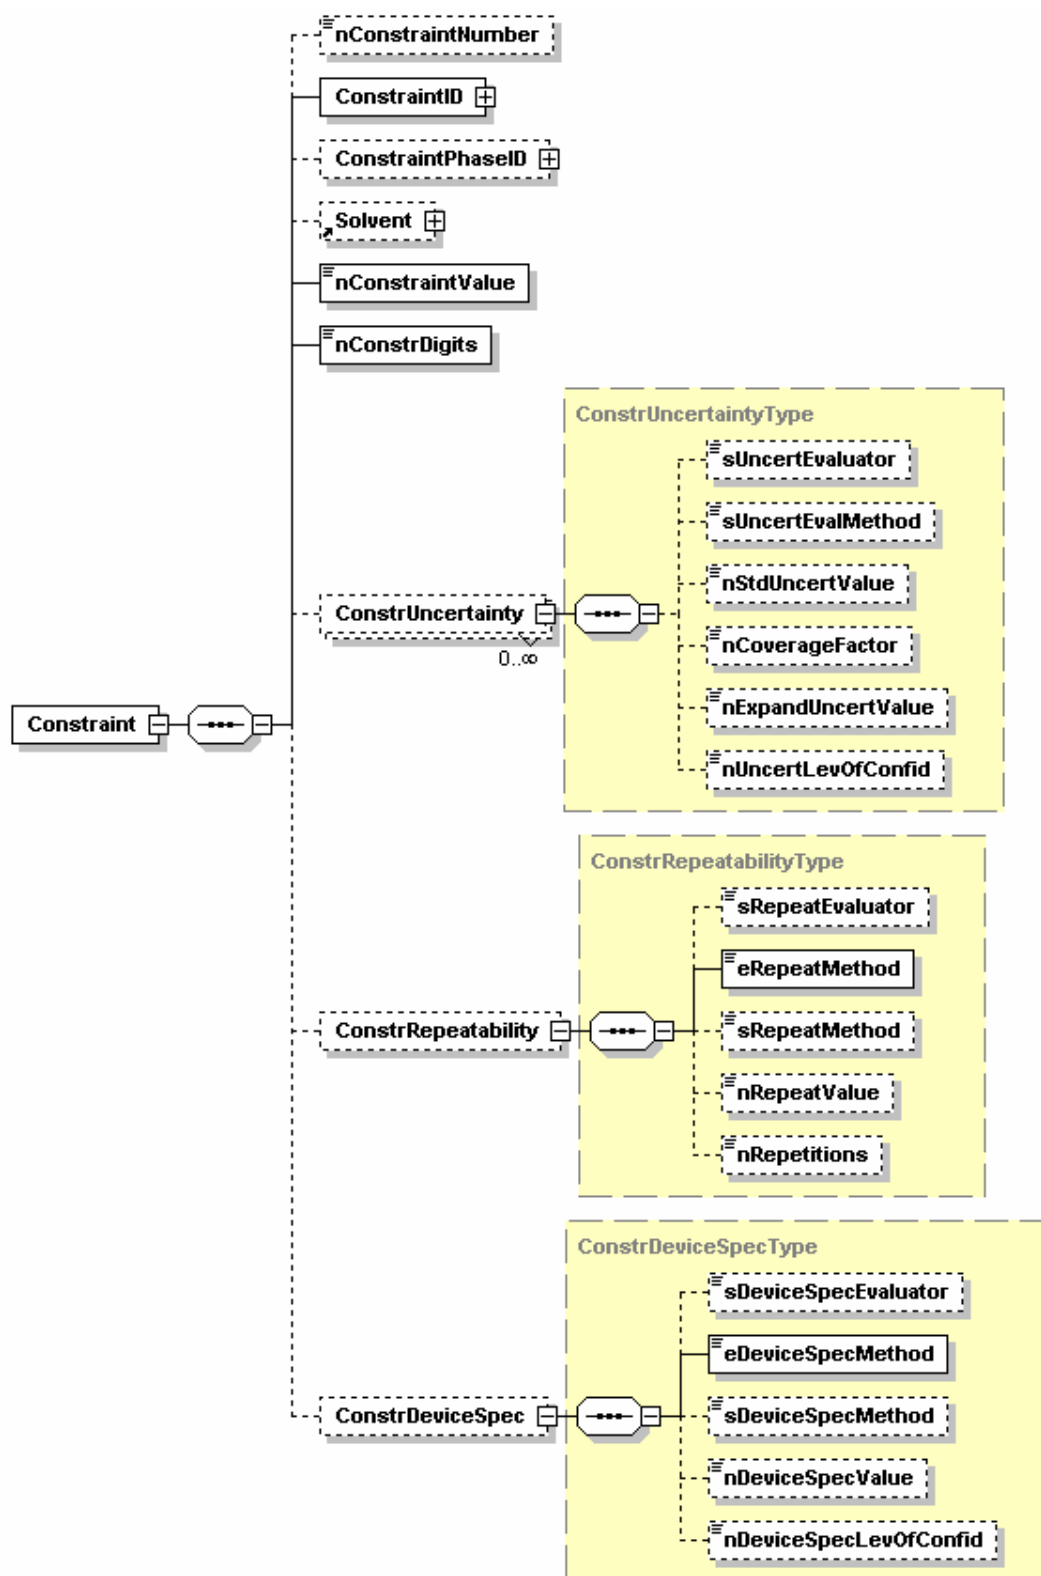 nConstraintNumber
ConstraintID
ConstraintPhaseID
Solvent
nConstraintValue
nConstrDigits
ConstrUncertaintyType
sUncertEvaluator
sUncertEvalMethod
nStdUncertValue
ConstrUncertainty
0..∞
nCoverageFactor
nExpandUncertValue
nUncertLevOfConfid
Constraint
ConstrRepeatabilityType
sRepeatEvaluator
eRepeatMethod
ConstrRepeatability
sRepeatMethod
nRepeatValue
nRepetitions
ConstrDeviceSpecType
sDeviceSpecEvaluator
eDeviceSpecMethod
ConstrDeviceSpec
sDeviceSpecMethod
nDeviceSpecValue
nDeviceSpecLevOfConfid